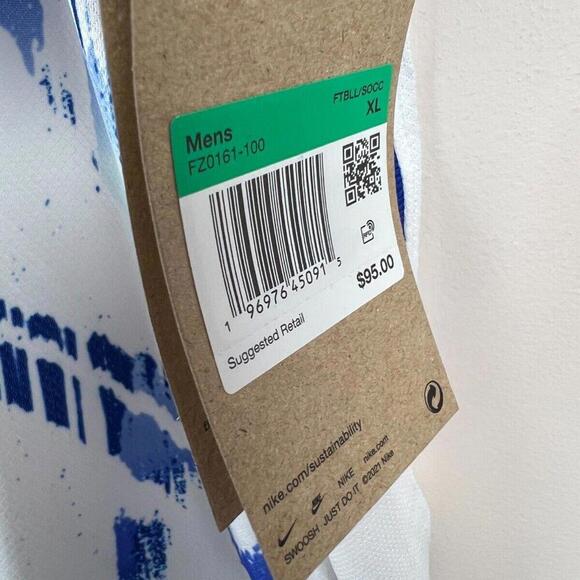 Mens
FTBLL/SOCC
FZ0161-100
XL
1 96976 45091 5
$95.00
Suggested Retail
nike.com/sustainability
nike.com
NIKE
SWOOSH JUST DO IT ©2021 Nike